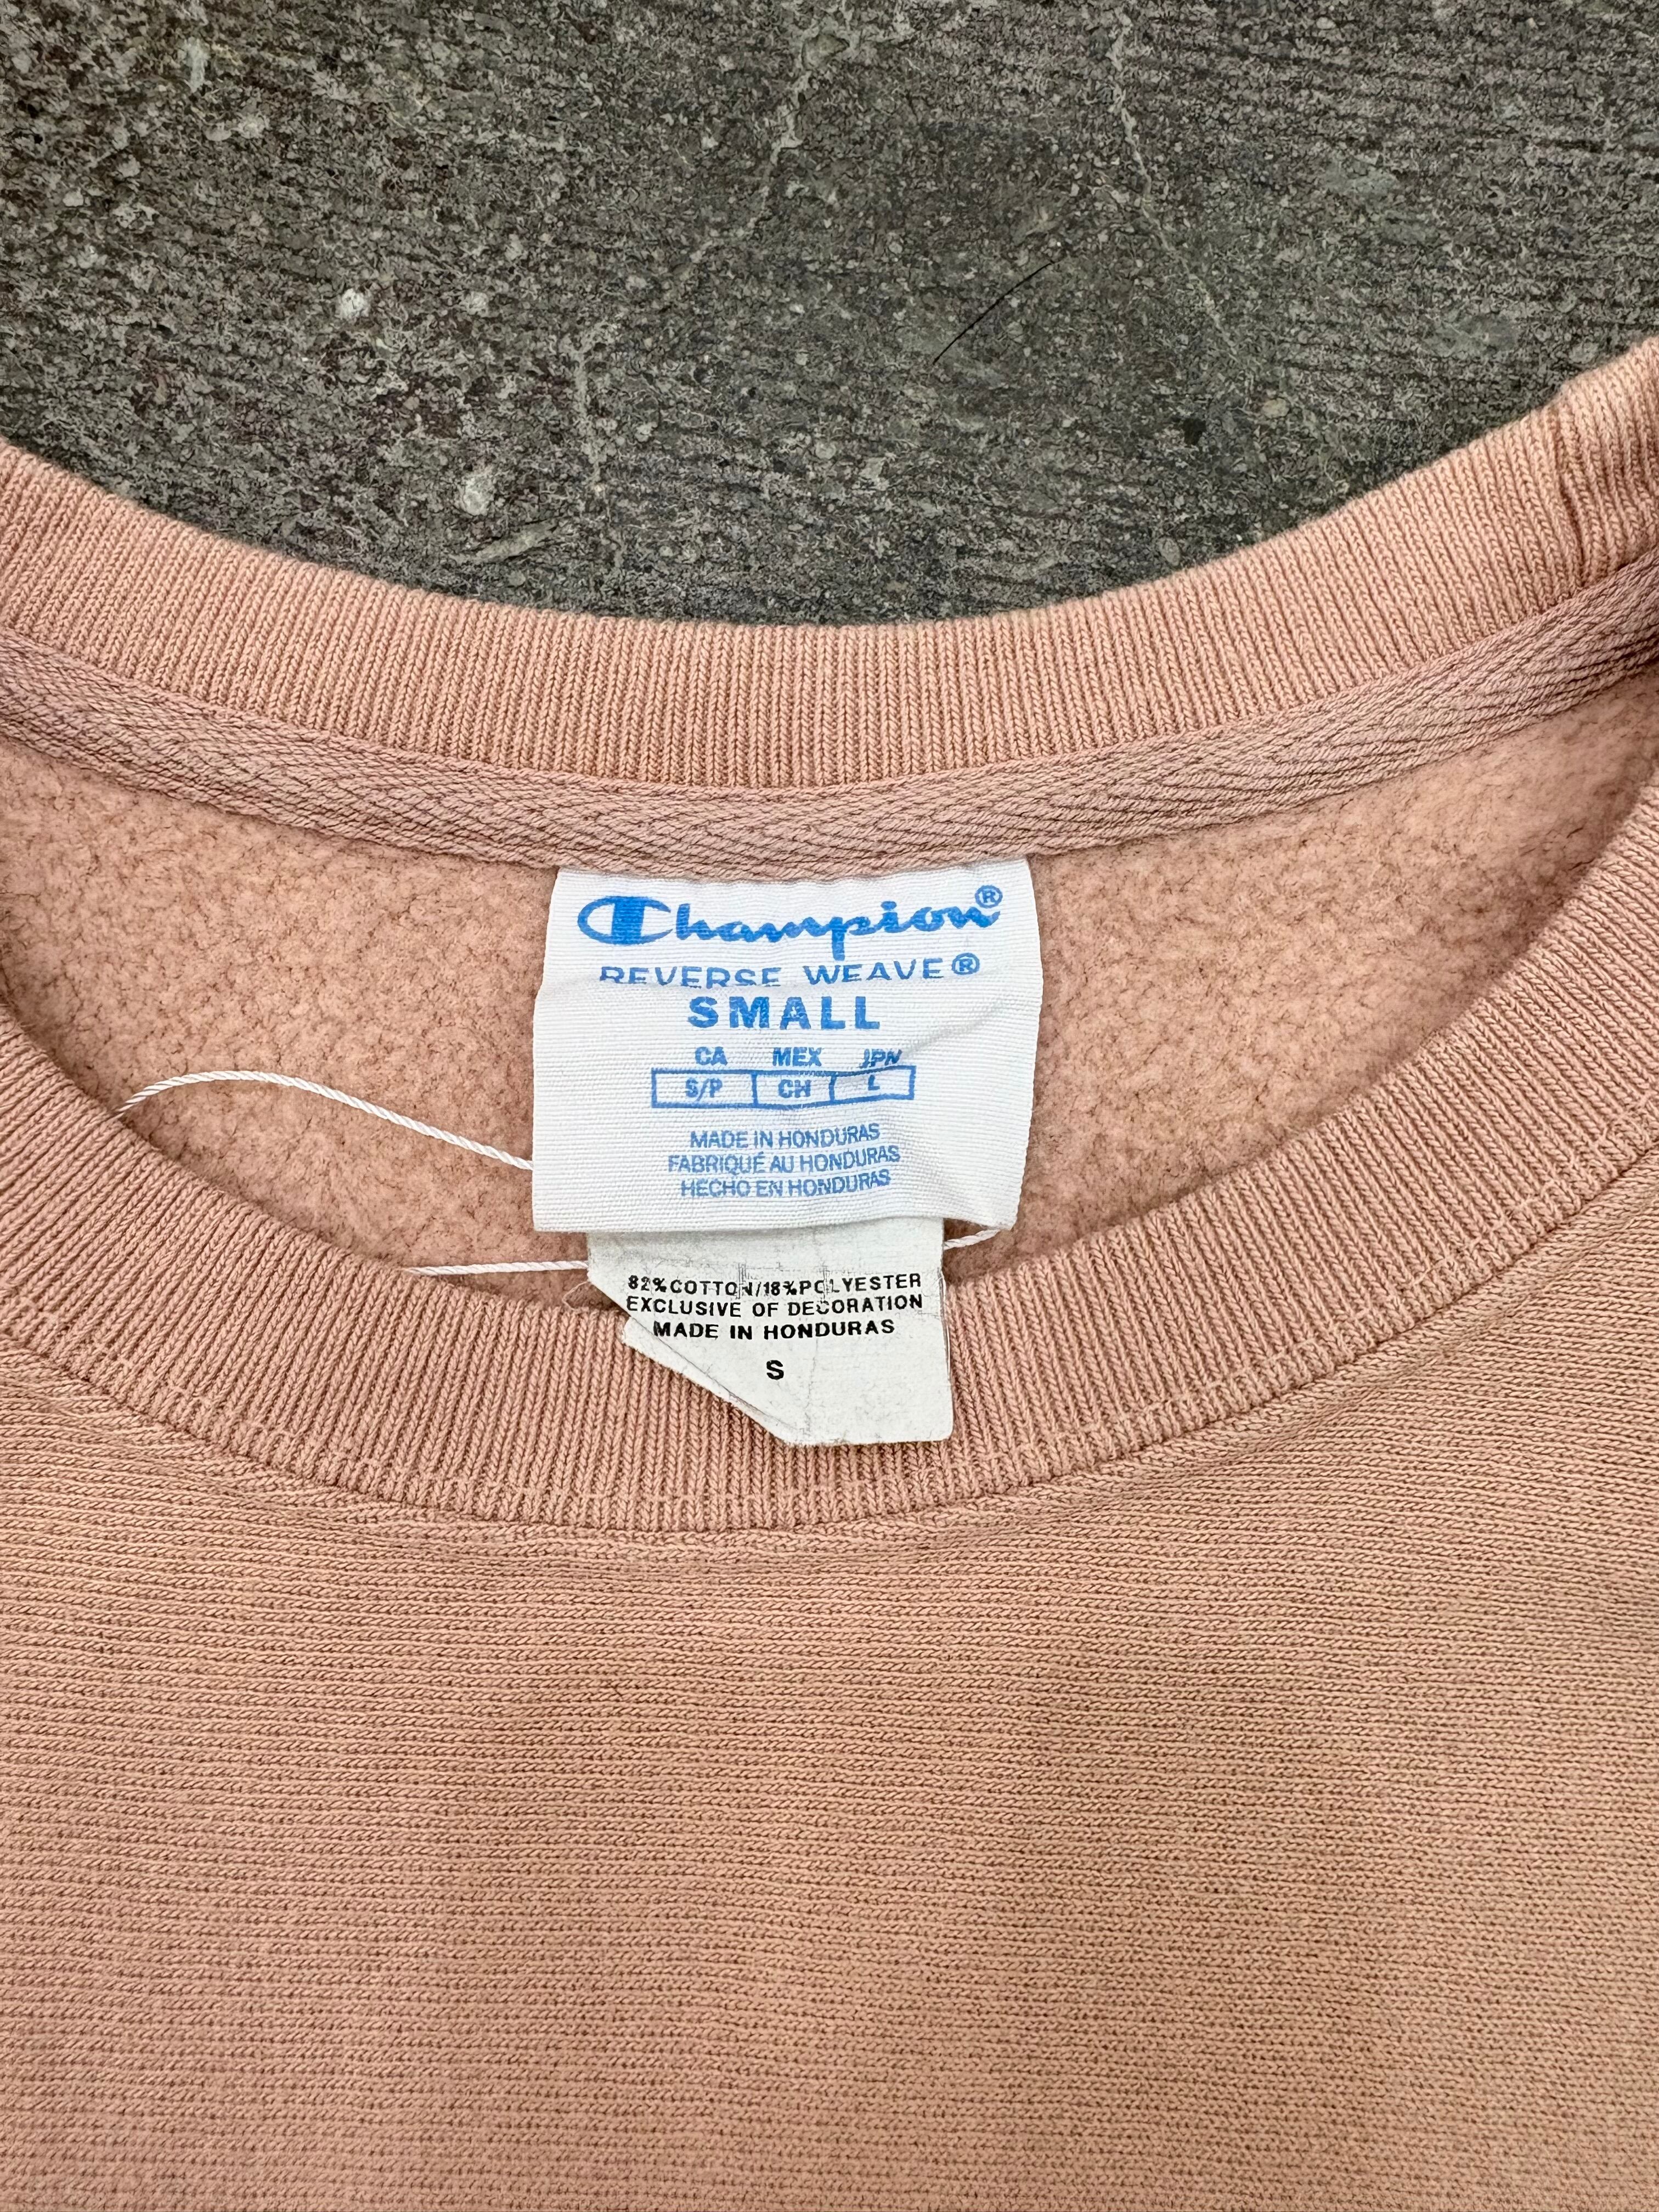 Champion®
REVERSE WEAVE®
SMALL
CA MEX JPN
S/P CH L
MADE IN HONDURAS
FABRIQUÉ AU HONDURAS
HECHO EN HONDURAS
82%COTTON/18%POLYESTER
EXCLUSIVE OF DECORATION
MADE IN HONDURAS
S